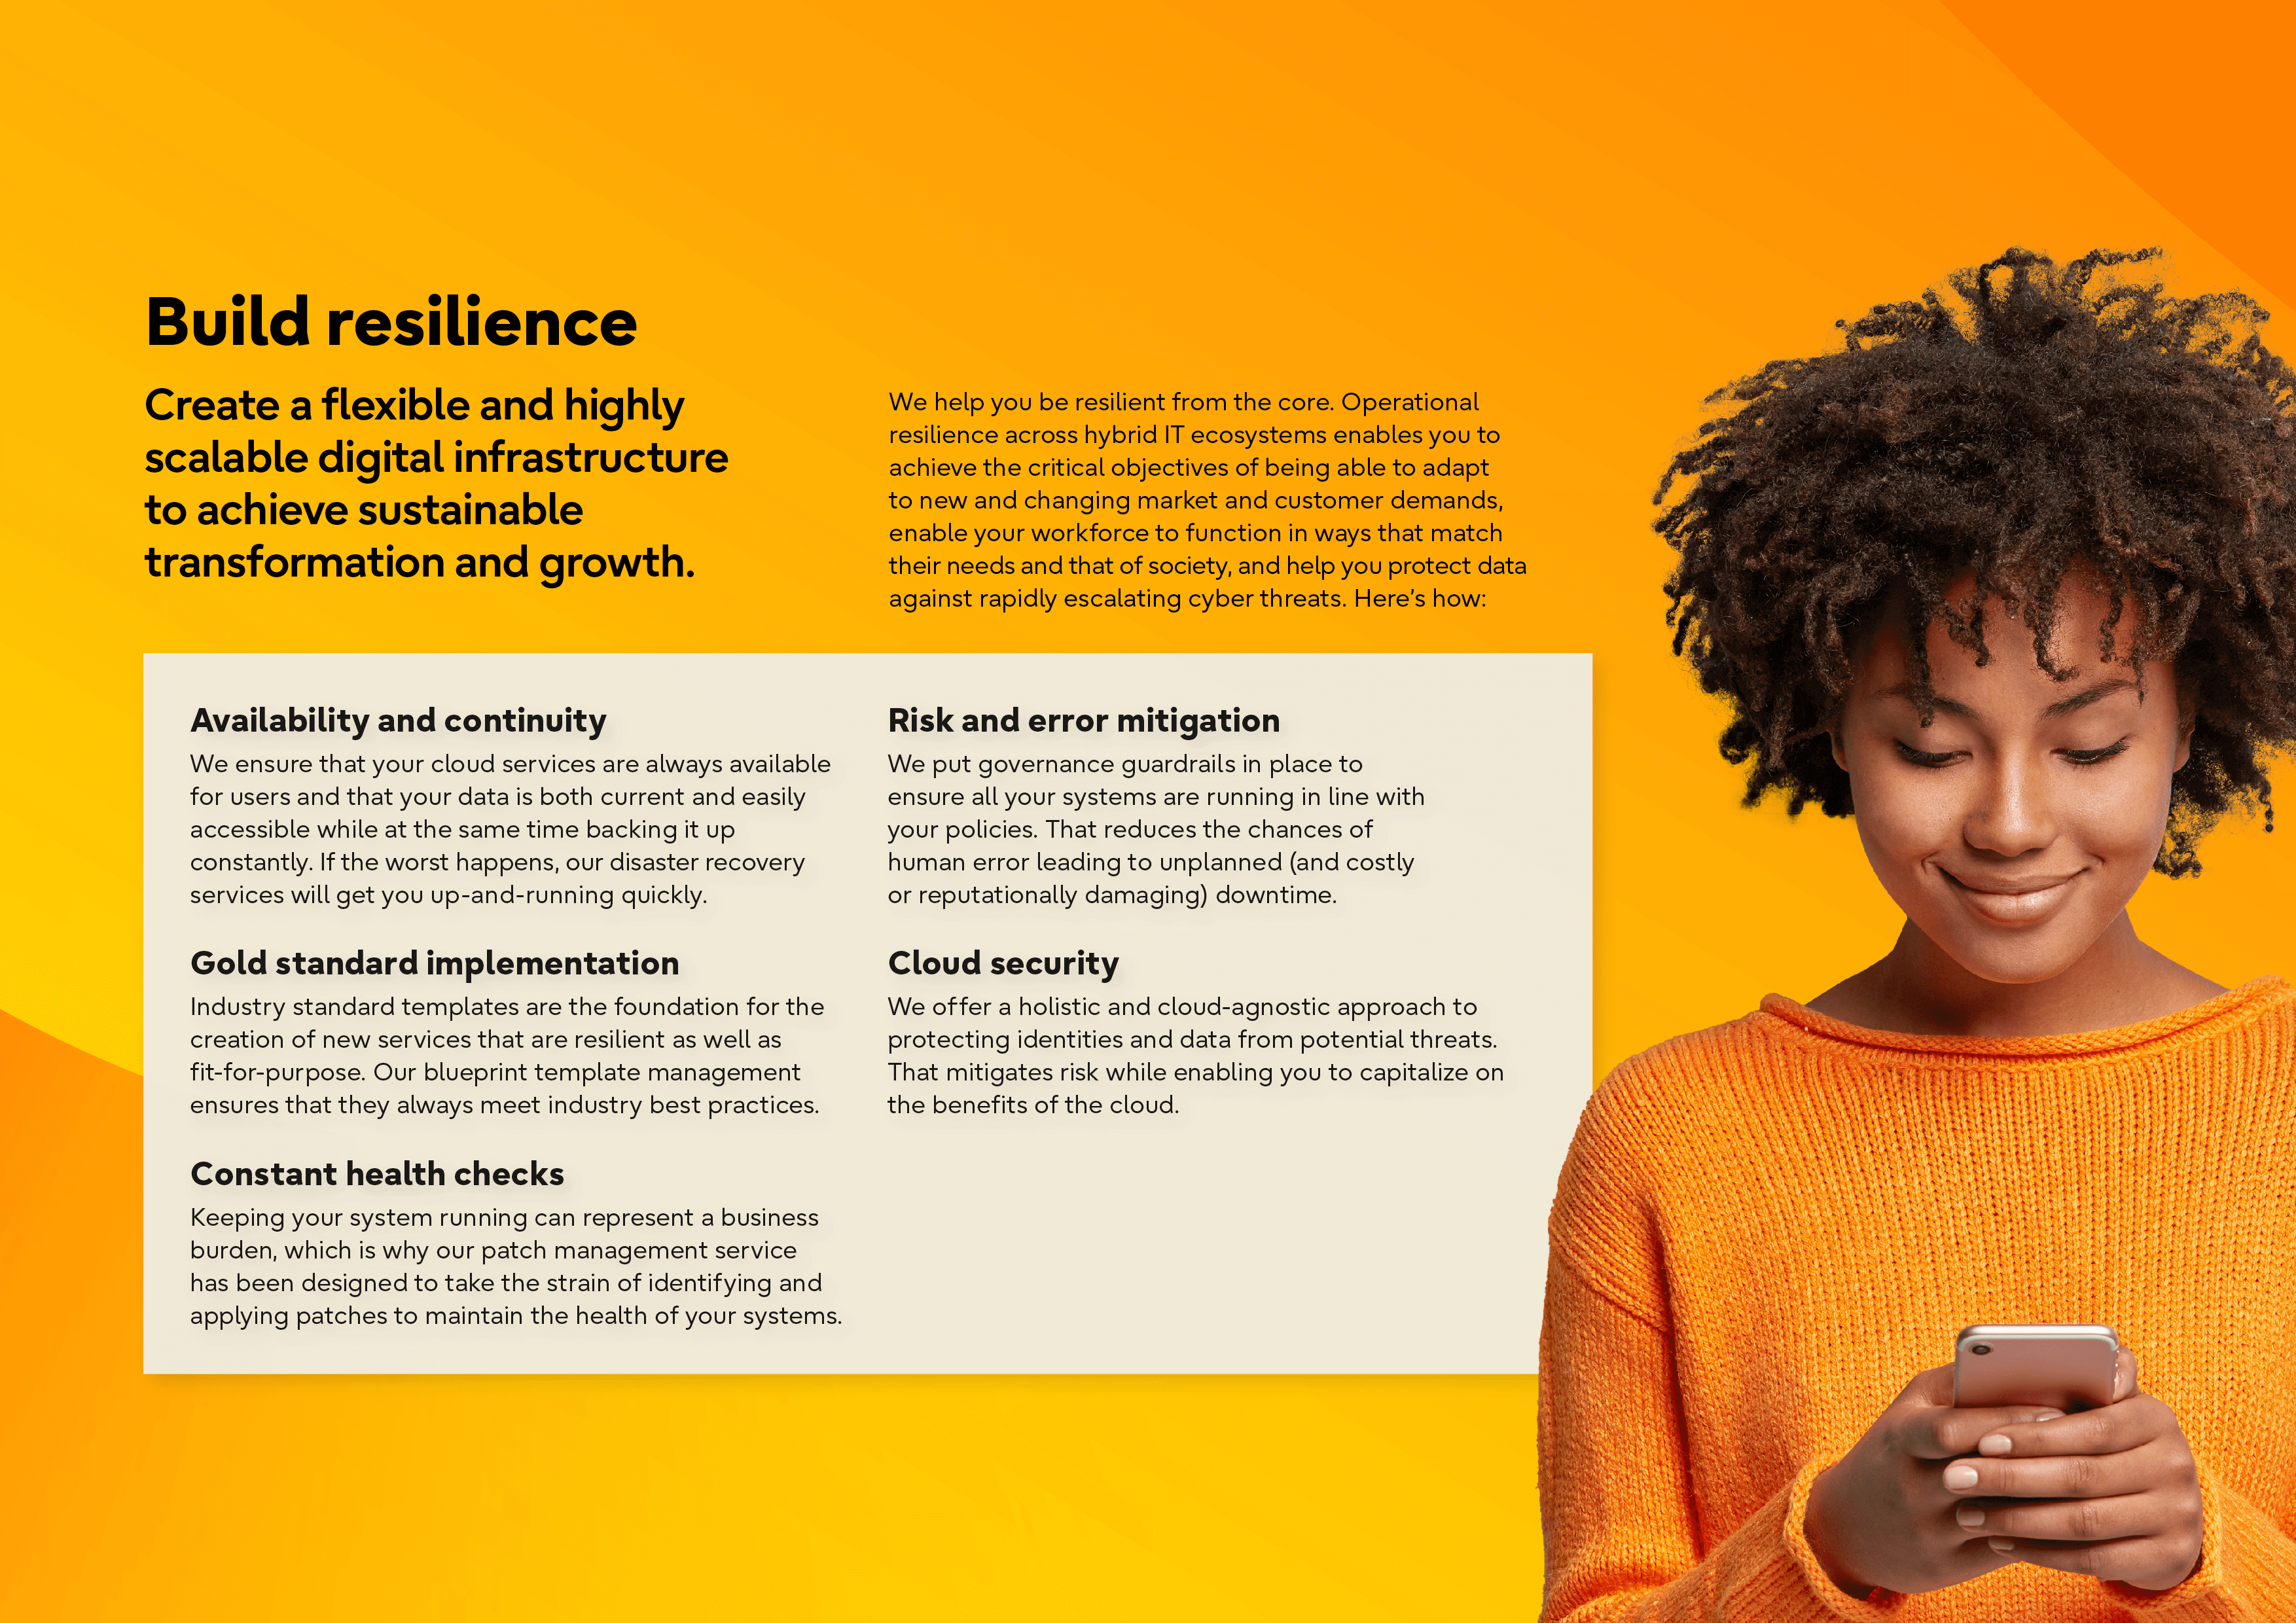 Build resilience
Create a flexible and highly
scalable digital infrastructure
to achieve sustainable
transformation and growth.
We help you be resilient from the core. Operational
resilience across hybrid IT ecosystems enables you to
achieve the critical objectives of being able to adapt
to new and changing market and customer demands,
enable your workforce to function in ways that match
their needs and that of society, and help you protect data
against rapidly escalating cyber threats. Here’s how:
Availability and continuity
We ensure that your cloud services are always available
for users and that your data is both current and easily
accessible while at the same time backing it up
constantly. If the worst happens, our disaster recovery
services will get you up-and-running quickly.
Gold standard implementation
Industry standard templates are the foundation for the
creation of new services that are resilient as well as
fit-for-purpose. Our blueprint template management
ensures that they always meet industry best practices.
Constant health checks
Keeping your system running can represent a business
burden, which is why our patch management service
has been designed to take the strain of identifying and
applying patches to maintain the health of your systems.
Risk and error mitigation
We put governance guardrails in place to
ensure all your systems are running in line with
your policies. That reduces the chances of
human error leading to unplanned (and costly
or reputationally damaging) downtime.
Cloud security
We offer a holistic and cloud-agnostic approach to
protecting identities and data from potential threats.
That mitigates risk while enabling you to capitalize on
the benefits of the cloud.